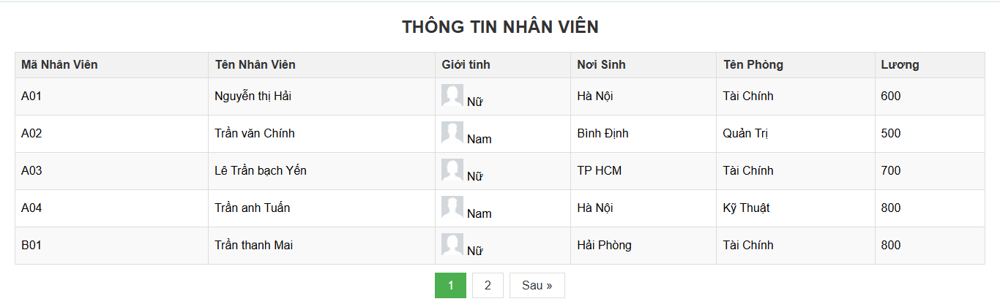 THÔNG TIN NHÂN VIÊN
Mã Nhân Viên Tên Nhân Viên Giới tính Nơi Sinh Tên Phòng Lương
A01 Nguyễn thị Hải Nữ Hà Nội Tài Chính 600
A02 Trần văn Chính Nam Bình Định Quản Trị 500
A03 Lê Trần bạch Yến Nữ TP HCM Tài Chính 700
A04 Trần anh Tuấn Nam Hà Nội Kỹ Thuật 800
B01 Trần thanh Mai Nữ Hải Phòng Tài Chính 800
1 2 Sau »